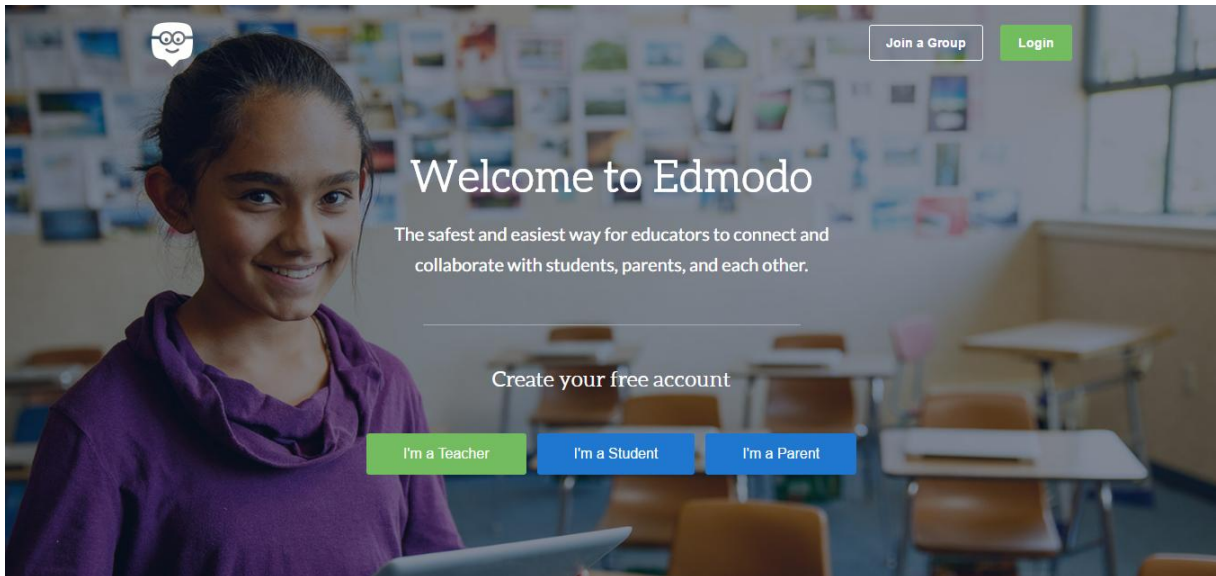 Join a Group
Login
Welcome to Edmodo
The safest and easiest way for educators to connect and
collaborate with students, parents, and each other.
Create your free account
I'm a Teacher
I'm a Student
I'm a Parent